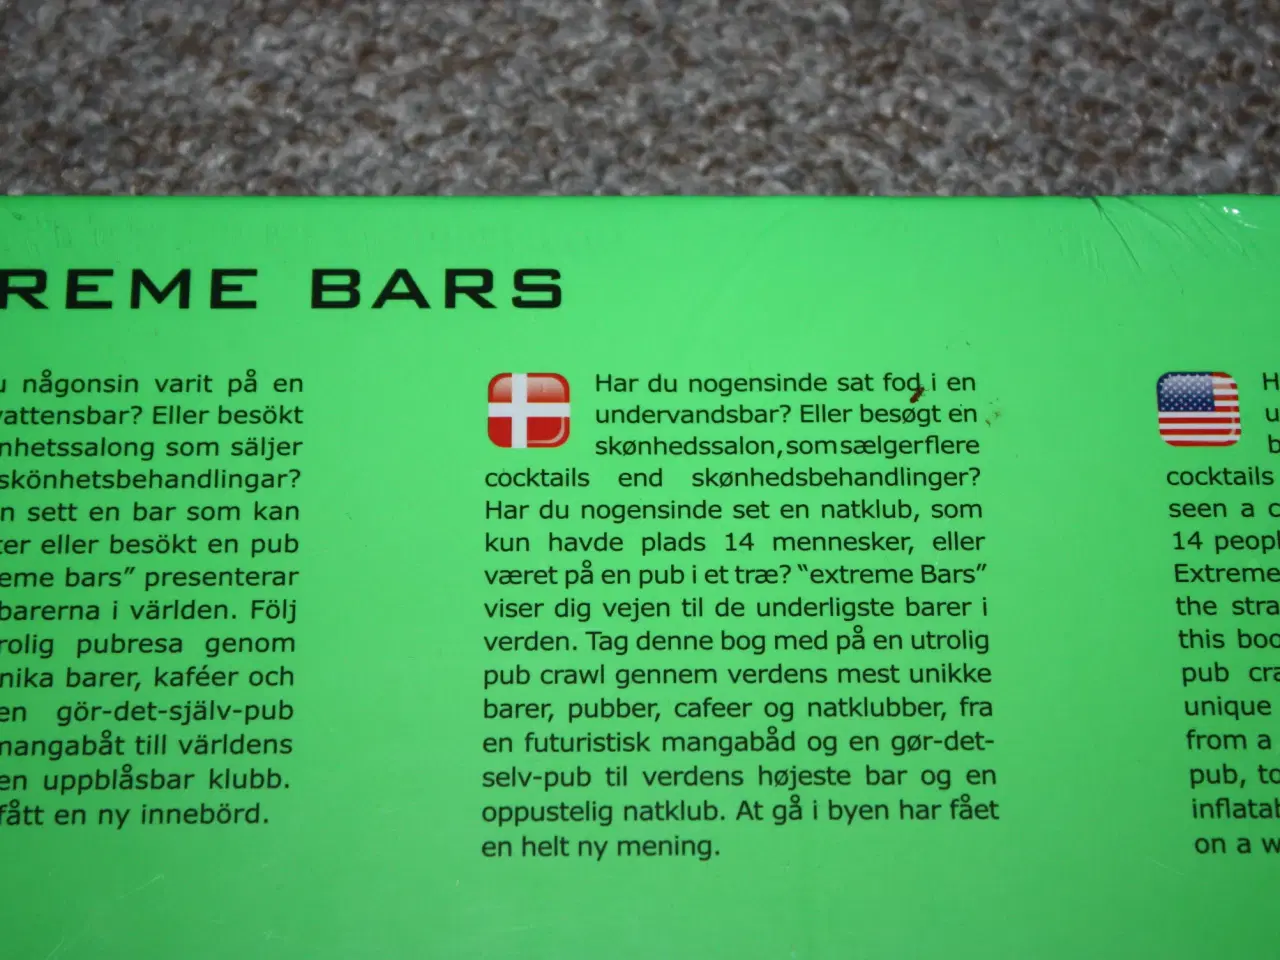 REME BARS
någonsin varit på en
vattensbar? Eller besökt
nhetssalong som säljer
skönhetsbehandlingar?
n sett en bar som kan
ter eller besökt en pub
eme bars" presenterar
barerna i världen. Följ
rolig pubresa genom
nika barer, kaféer och
en gör-det-själv-pub
mangabåt till världens
en uppblåsbar klubb.
fått en ny innebörd.
Har du nogensinde sat fod i en
undervandsbar? Eller besøgt en
skønhedssalon, som sælger flere
cocktails end skønhedsbehandlinger?
Har du nogensinde set en natklub, som
kun havde plads 14 mennesker, eller
været på en pub i et træ? "extreme Bars"
viser dig vejen til de underligste barer i
verden. Tag denne bog med på en utrolig
pub crawl gennem verdens mest unikke
barer, pubber, cafeer og natklubber, fra
en futuristisk mangabåd og en gør-det-
selv-pub til verdens højeste bar og en
oppustelig natklub. At gå i byen har fået
en helt ny mening.
H
u
b
cocktails
seen a c
14 peopl
Extreme
the stra
this boo
pub cra
unique
from a
pub, to
inflatab
on a w